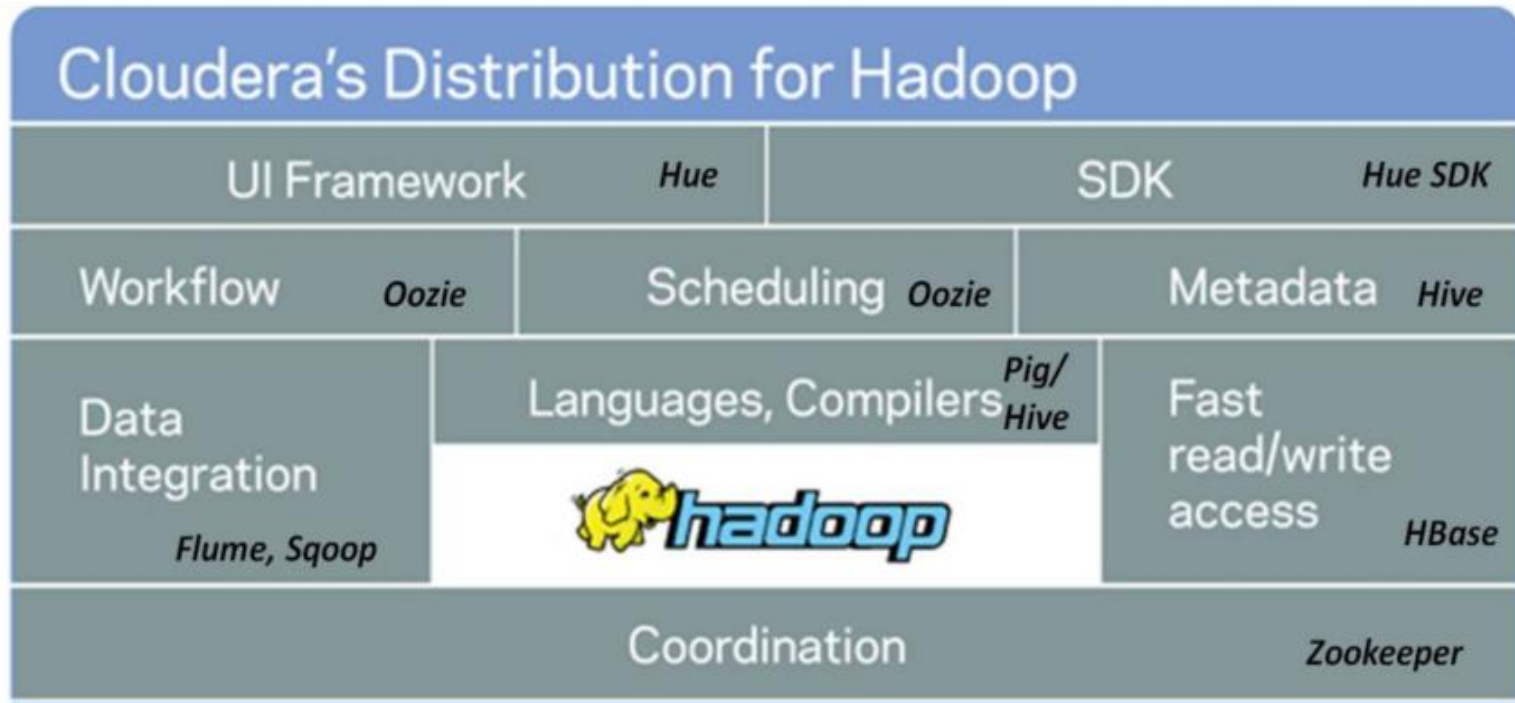 Cloudera's Distribution for Hadoop
UI Framework Hue
SDK Hue SDK
Workflow Oozie
Scheduling Oozie
Metadata Hive
Data
Integration
Flume, Sqoop
Languages, Compilers
Pig/
Hive
hadoop
Fast
read/write
access
HBase
Coordination Zookeeper